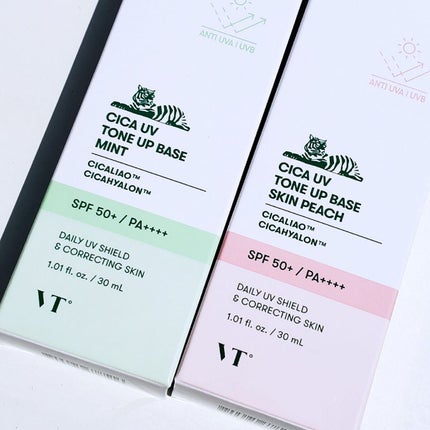 ANTI UVA | UVB
CICA UV
TONE UP BASE
MINT
CICALIAO™
CICAHYALON™
SPF 50+ / PA++++
DAILY UV SHIELD
& CORRECTING SKIN
1.01 fl. oz. / 30 mL
VT
ANTI UVA | UVB
CICA UV
TONE UP BASE
SKIN PEACH
CICALIAO™
CICAHYALON™
SPF 50+ / PA++++
DAILY UV SHIELD
& CORRECTING SKIN
1.01 fl. oz. / 30 mL
VT